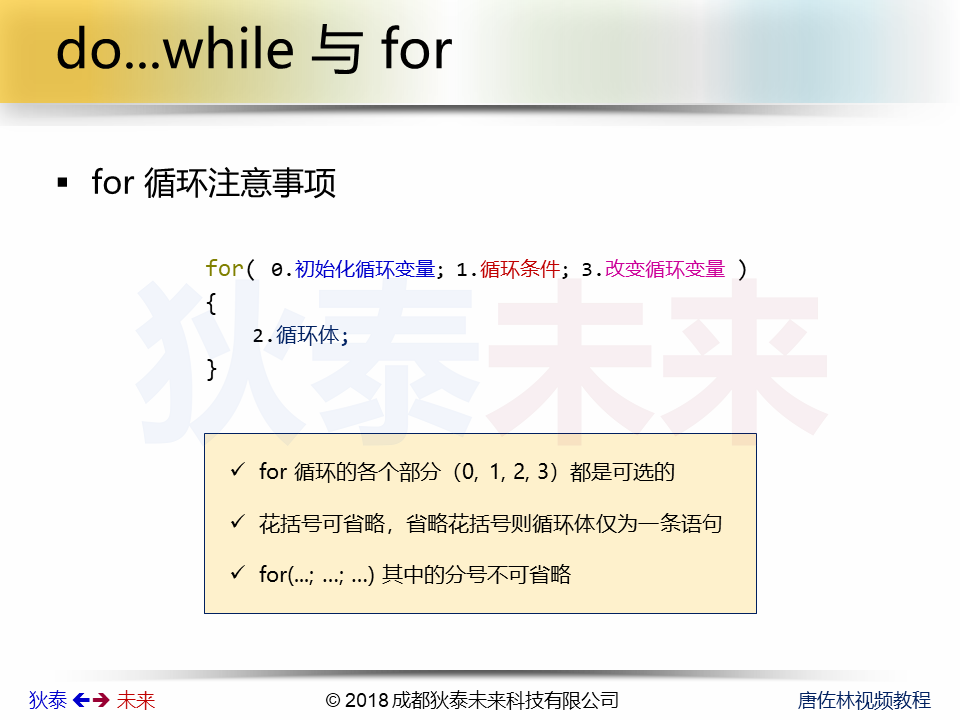 do...while 与 for
▪ for 循环注意事项
for( 0.初始化循环变量; 1.循环条件; 3.改变循环变量 )
{
2.循环体;
}
狄泰未来
✓ for 循环的各个部分（0, 1, 2, 3）都是可选的
✓ 花括号可省略，省略花括号则循环体仅为一条语句
✓ for(...; ...; ...) 其中的分号不可省略
狄泰 未来
© 2018 成都狄泰未来科技有限公司
唐佐林视频教程